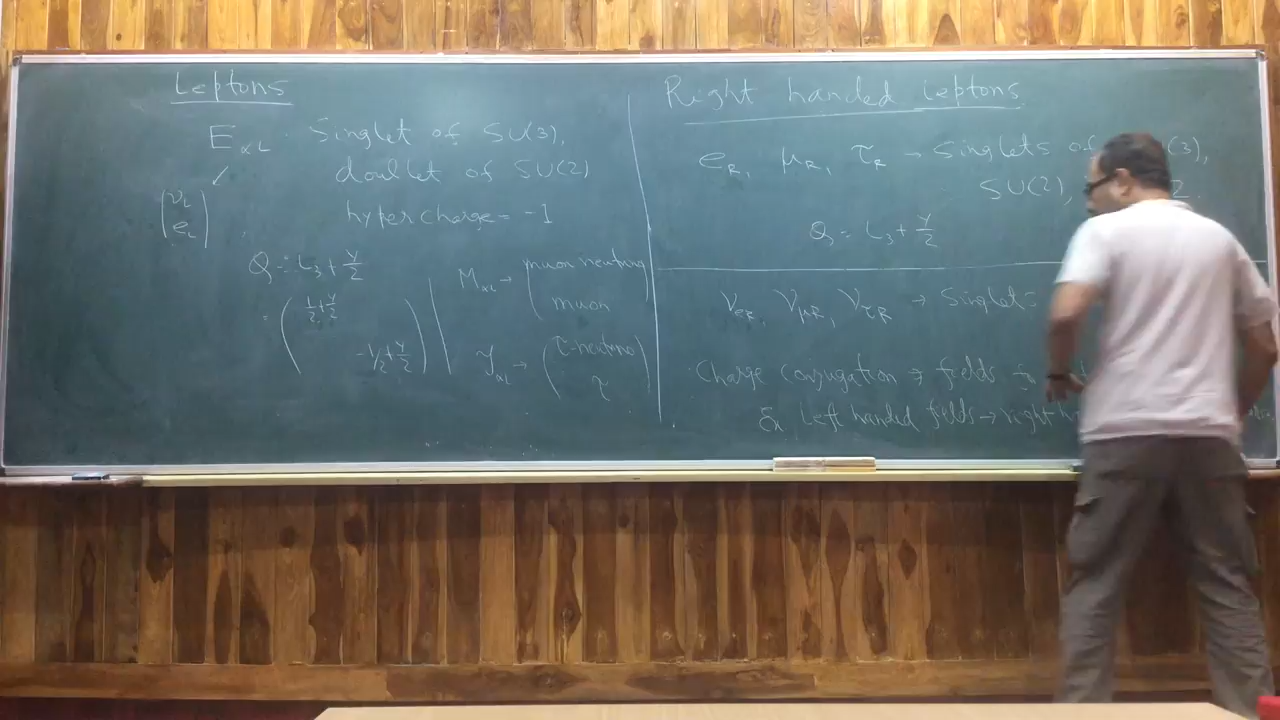 Leptons
E_αL Singlet of SU(3),
doublet of SU(2)
hypercharge = -1
(ν_L
e_L)
Q = L_3 + Y/2
= (1/2+Y/2
-1/2+Y/2)
M_αL → (muon neutrino
muon)
𝒯_αL → (τ-neutrino
τ)
Right handed leptons
e_R, μ_R, τ_R → Singlets of (3),
SU(2),
Q = L_3 + Y/2
ν_eR, ν_μR, ν_τR → Singlets
Charge conjugation → fields
Ex. Left handed fields → right